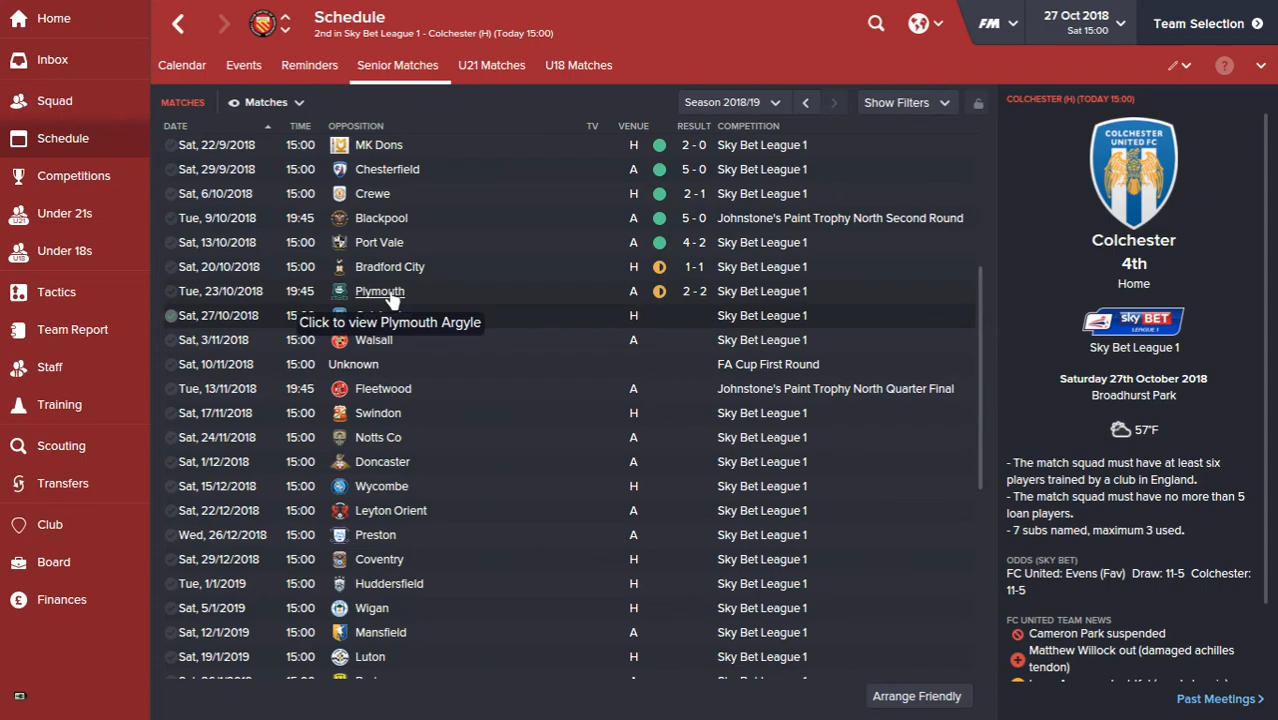 Home
Inbox
Squad
Schedule
Competitions
Under 21s
Under 18s
Tactics
Team Report
Staff
Training
Scouting
Transfers
Club
Board
Finances
Schedule
2nd in Sky Bet League 1 - Colchester (H) (Today 15:00)
FM
27 Oct 2018
Sat 15:00
Team Selection
Calendar Events Reminders Senior Matches U21 Matches U18 Matches
MATCHES Matches Season 2018/19 Show Filters
DATE TIME OPPOSITION TV VENUE RESULT COMPETITION
Sat, 22/9/2018 15:00 MK Dons H 2 - 0 Sky Bet League 1
Sat, 29/9/2018 15:00 Chesterfield A 5 - 0 Sky Bet League 1
Sat, 6/10/2018 15:00 Crewe H 2 - 1 Sky Bet League 1
Tue, 9/10/2018 19:45 Blackpool A 5 - 0 Johnstone's Paint Trophy North Second Round
Sat, 13/10/2018 15:00 Port Vale A 4 - 2 Sky Bet League 1
Sat, 20/10/2018 15:00 Bradford City H 1 - 1 Sky Bet League 1
Tue, 23/10/2018 19:45 Plymouth A 2 - 2 Sky Bet League 1
Sat, 27/10/2018 H Sky Bet League 1
Click to view Plymouth Argyle
Sat, 3/11/2018 15:00 Walsall A Sky Bet League 1
Sat, 10/11/2018 15:00 Unknown FA Cup First Round
Tue, 13/11/2018 19:45 Fleetwood A Johnstone's Paint Trophy North Quarter Final
Sat, 17/11/2018 15:00 Swindon H Sky Bet League 1
Sat, 24/11/2018 15:00 Notts Co A Sky Bet League 1
Sat, 1/12/2018 15:00 Doncaster A Sky Bet League 1
Sat, 15/12/2018 15:00 Wycombe H Sky Bet League 1
Sat, 22/12/2018 15:00 Leyton Orient A Sky Bet League 1
Wed, 26/12/2018 15:00 Preston A Sky Bet League 1
Sat, 29/12/2018 15:00 Coventry H Sky Bet League 1
Tue, 1/1/2019 15:00 Huddersfield H Sky Bet League 1
Sat, 5/1/2019 15:00 Wigan H Sky Bet League 1
Sat, 12/1/2019 15:00 Mansfield A Sky Bet League 1
Sat, 19/1/2019 15:00 Luton H Sky Bet League 1
Arrange Friendly
COLCHESTER (H) (TODAY 15:00)
COLCHESTER
UNITED FC
Colchester
4th
Home
sky BET
LEAGUE 1
Sky Bet League 1
Saturday 27th October 2018
Broadhurst Park
57°F
- The match squad must have at least six
players trained by a club in England.
- The match squad must have no more than 5
loan players.
- 7 subs named, maximum 3 used.
ODDS (SKY BET)
FC United: Evens (Fav) Draw: 11-5 Colchester:
11-5
FC UNITED TEAM NEWS
Cameron Park suspended
Matthew Willock out (damaged achilles
tendon)
Past Meetings